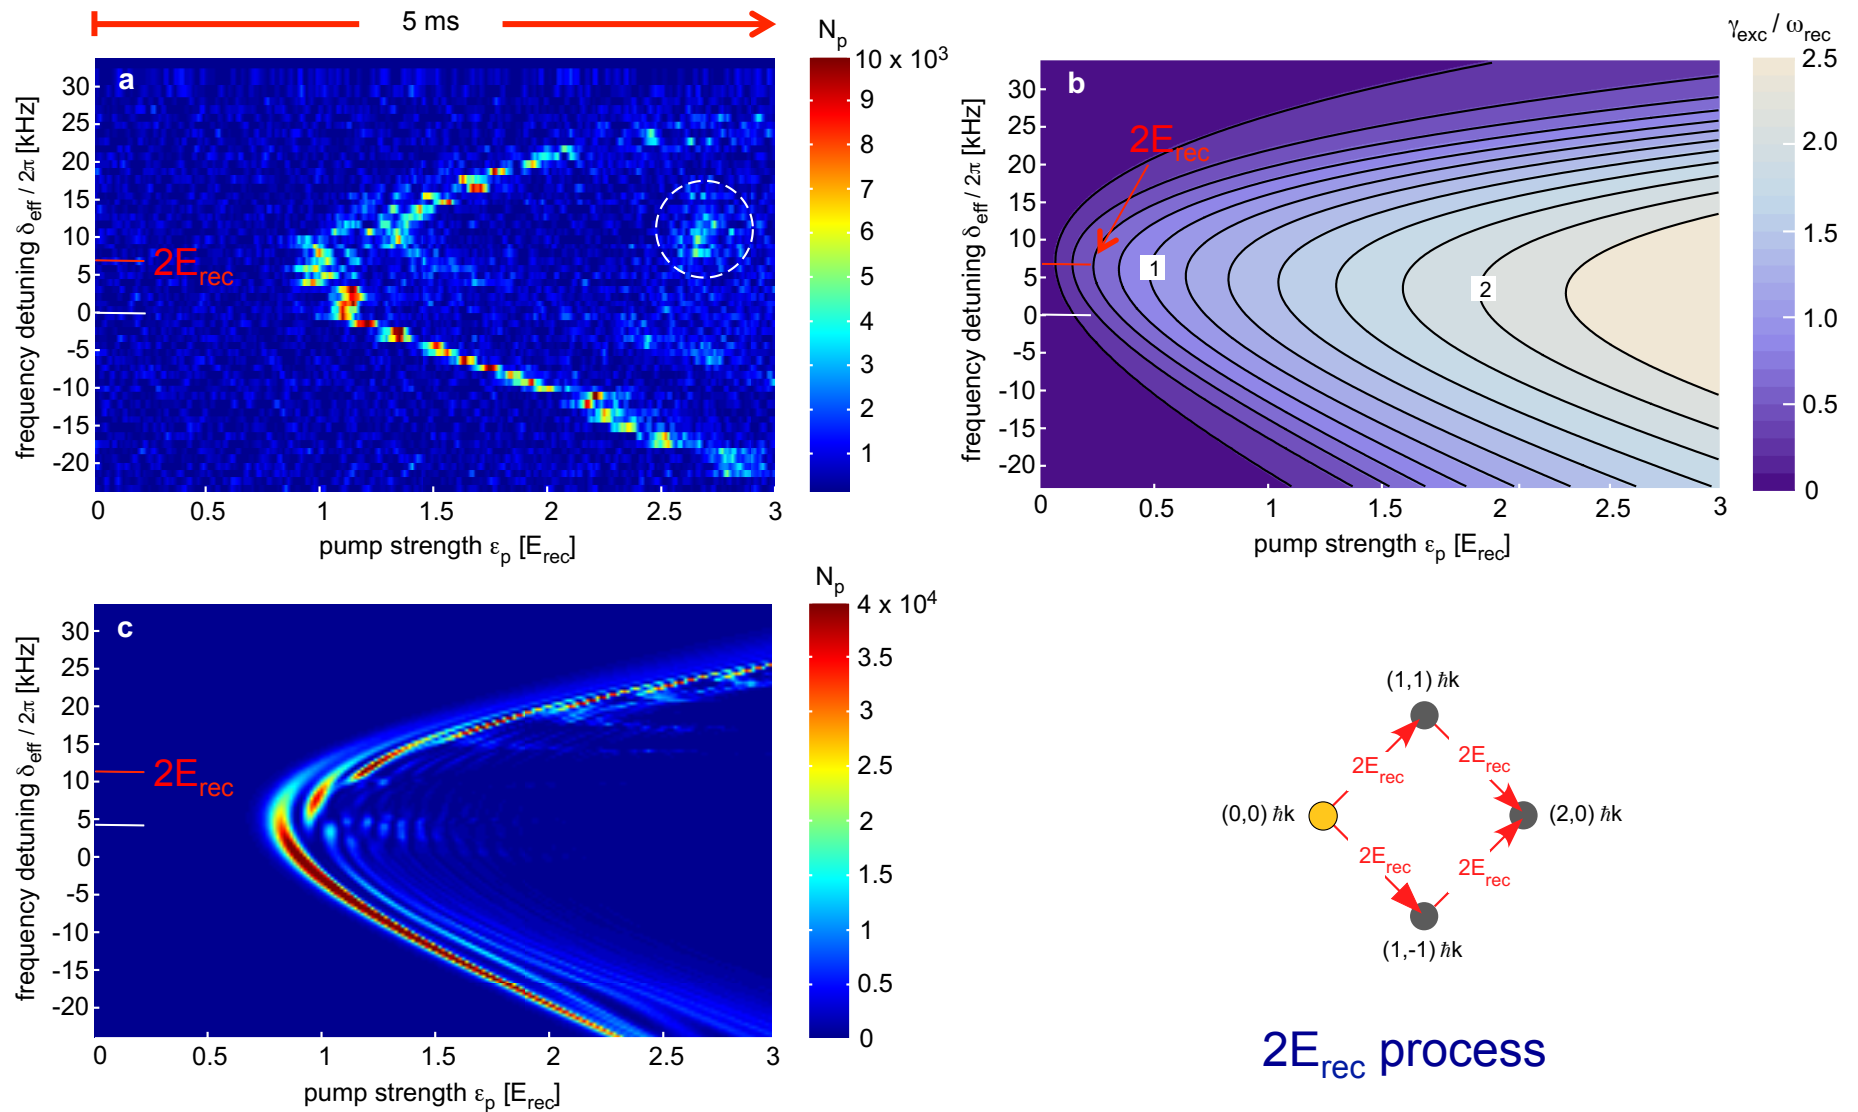 5 ms
a
N_p
10 x 10^3
9
8
7
6
5
4
3
2
1
frequency detuning δ_eff / 2π [kHz]
30
25
20
15
10
5
0
-5
-10
-15
-20
2E_rec
0
0.5
1
1.5
2
2.5
3
pump strength ε_p [E_rec]
b
γ_exc / ω_rec
2.5
2.0
1.5
1.0
0.5
0
frequency detuning δ_eff / 2π [kHz]
30
25
20
15
10
5
0
-5
-10
-15
-20
2E_rec
1
2
0
0.5
1
1.5
2
2.5
3
pump strength ε_p [E_rec]
c
N_p
4 x 10^4
3.5
3
2.5
2
1.5
1
0.5
0
frequency detuning δ_eff / 2π [kHz]
30
25
20
15
10
5
0
-5
-10
-15
-20
2E_rec
0
0.5
1
1.5
2
2.5
3
pump strength ε_p [E_rec]
(1,1) ħk
2E_rec
2E_rec
(0,0) ħk
(2,0) ħk
2E_rec
2E_rec
(1,-1) ħk
2E_rec process